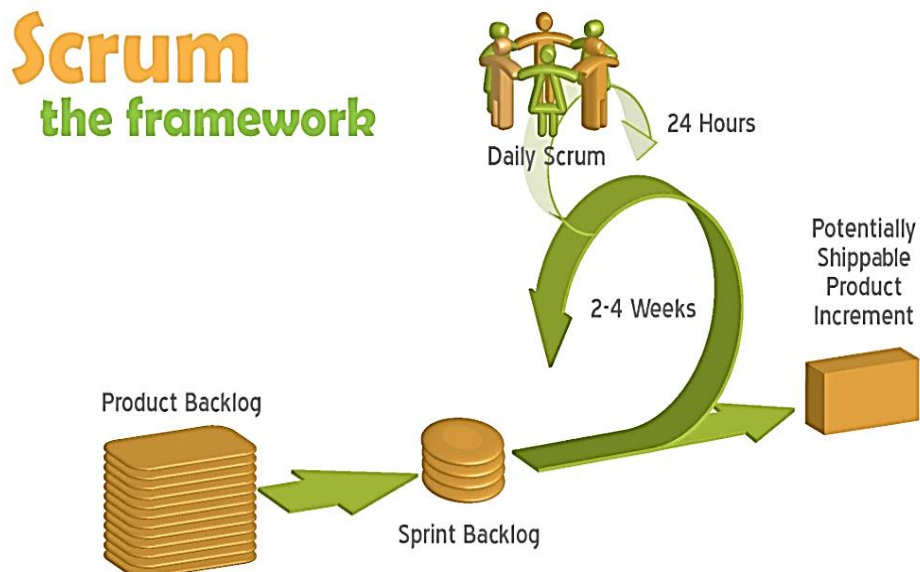 Scrum
the framework
24 Hours
Daily Scrum
Potentially
Shippable
Product
Increment
2-4 Weeks
Product Backlog
Sprint Backlog